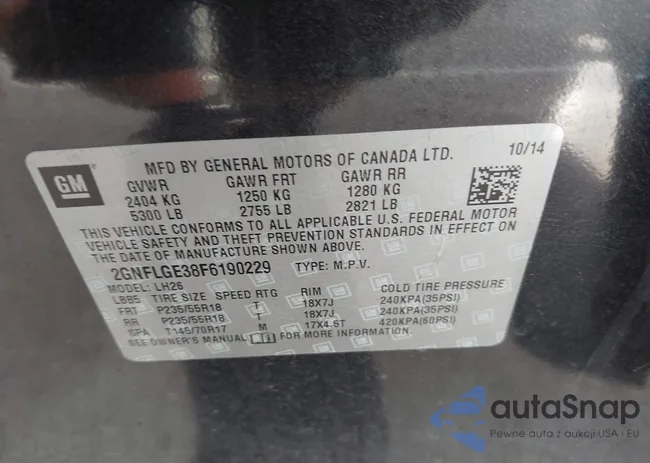 GM
MFD BY GENERAL MOTORS OF CANADA LTD. 10/14
GVWR GAWR FRT GAWR RR
2404 KG 1250 KG 1280 KG
5300 LB 2755 LB 2821 LB
THIS VEHICLE CONFORMS TO ALL APPLICABLE U.S. FEDERAL MOTOR
VEHICLE SAFETY AND THEFT PREVENTION STANDARDS IN EFFECT ON
THE DATE OF MANUFACTURE SHOWN ABOVE.
2GNFLGE38F6190229 TYPE: M.P.V.
LH26
LB85 TIRE SIZE SPEED RTG RIM COLD TIRE PRESSURE
FRT P235/55R18 T 18X7J 240KPA(35PSI)
RR P235/55R18 T 18X7J 240KPA(35PSI)
SPA T145/70R17 M 17X4.5T 420KPA(60PSI)
SEE OWNER'S MANUAL FOR MORE INFORMATION.
autaSnap
Pewne auta z aukcji USA i EU